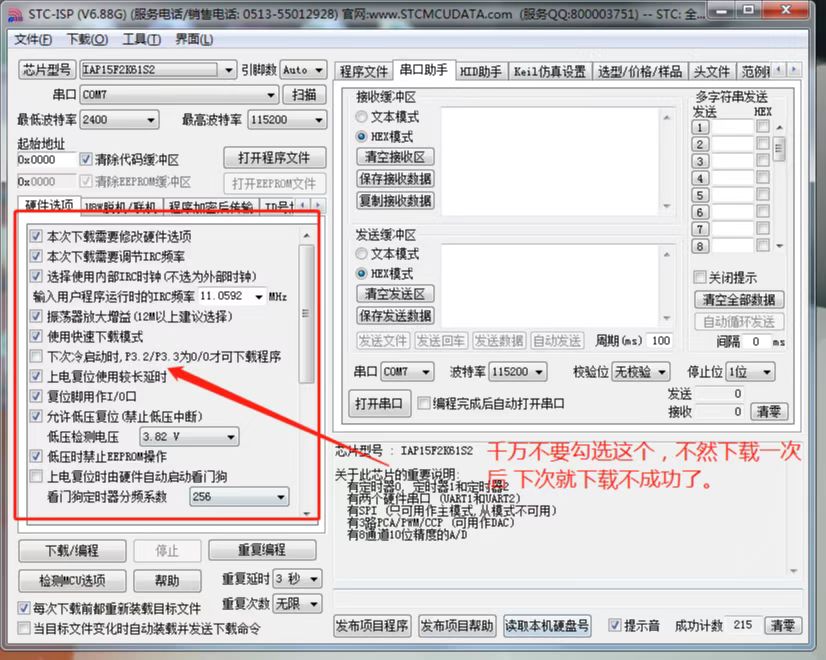 STC-ISP (V6.88G) (服务电话/销售电话: 0513-55012928) 官网:www.STCMCUDATA.com (服务QQ:800003751) -- STC: 全...
文件(F) 下载(O) 工具(T) 界面(L)
芯片型号 IAP15F2K61S2 引脚数 Auto
串口 COM7 扫描
最低波特率 2400 最高波特率 115200
起始地址
0x0000 清除代码缓冲区 打开程序文件
0x0000 清除EEPROM缓冲区 打开EEPROM文件
硬件选项 U8W脱机/联机 程序加密后传输 ID号
本次下载需要修改硬件选项
本次下载需要调节IRC频率
选择使用内部IRC时钟(不选为外部时钟)
输入用户程序运行时的IRC频率 11.0592 MHz
振荡器放大增益(12M以上建议选择)
使用快速下载模式
下次冷启动时,P3.2/P3.3为0/0才可下载程序
上电复位使用较长延时
复位脚用作I/O口
允许低压复位(禁止低压中断)
低压检测电压 3.82 V
低压时禁止EEPROM操作
上电复位时由硬件自动启动看门狗
看门狗定时器分频系数 256
下载/编程 停止 重复编程
检测MCU选项 帮助 重复延时 3 秒
每次下载前都重新装载目标文件 重复次数 无限
当目标文件变化时自动装载并发送下载命令
程序文件 串口助手 HID助手 Keil仿真设置 选型/价格/样品 头文件 范例
接收缓冲区
文本模式
HEX模式
清空接收区
保存接收数据
复制接收数据
发送缓冲区
文本模式
HEX模式
清空发送区
保存发送数据
发送文件 发送回车 发送数据 自动发送 周期(ms) 100
多字符串发送
发送 HEX
1
2
3
4
5
6
7
8
关闭提示
清空全部数据
自动循环发送
间隔 0 ms
串口 COM7 波特率 115200 校验位 无校验 停止位 1位
打开串口 编程完成后自动打开串口
发送 0
接收 0 清零
芯片型号 : IAP15F2K61S2
千万不要勾选这个，不然下载一次
后 下次就下载不成功了。
关于此芯片的重要说明:
有定时器0, 定时器1和定时器2
有两个硬件串口 (UART1和UART2)
有SPI (只可用作主模式,从模式不可用)
有3路PCA/PWM/CCP (可用作DAC)
有8通道10位精度的A/D
发布项目程序 发布项目帮助 读取本机硬盘号 提示音 成功计数 215 清零